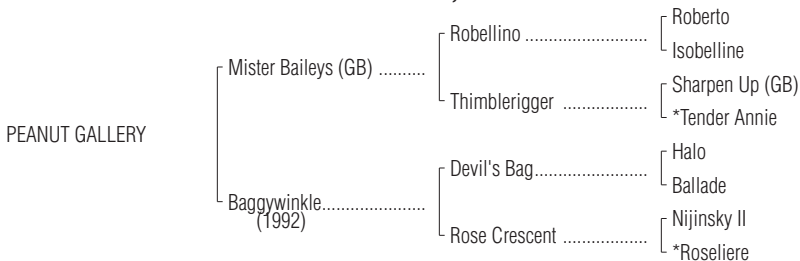 Roberto
Robellino ............................
Isobelline
Mister Baileys (GB) ..........
Sharpen Up (GB)
Thimblerigger ...................
*Tender Annie
PEANUT GALLERY
Halo
Devil's Bag..........................
Ballade
Baggywinkle......................
(1992)
Nijinsky II
Rose Crescent ...................
*Roseliere